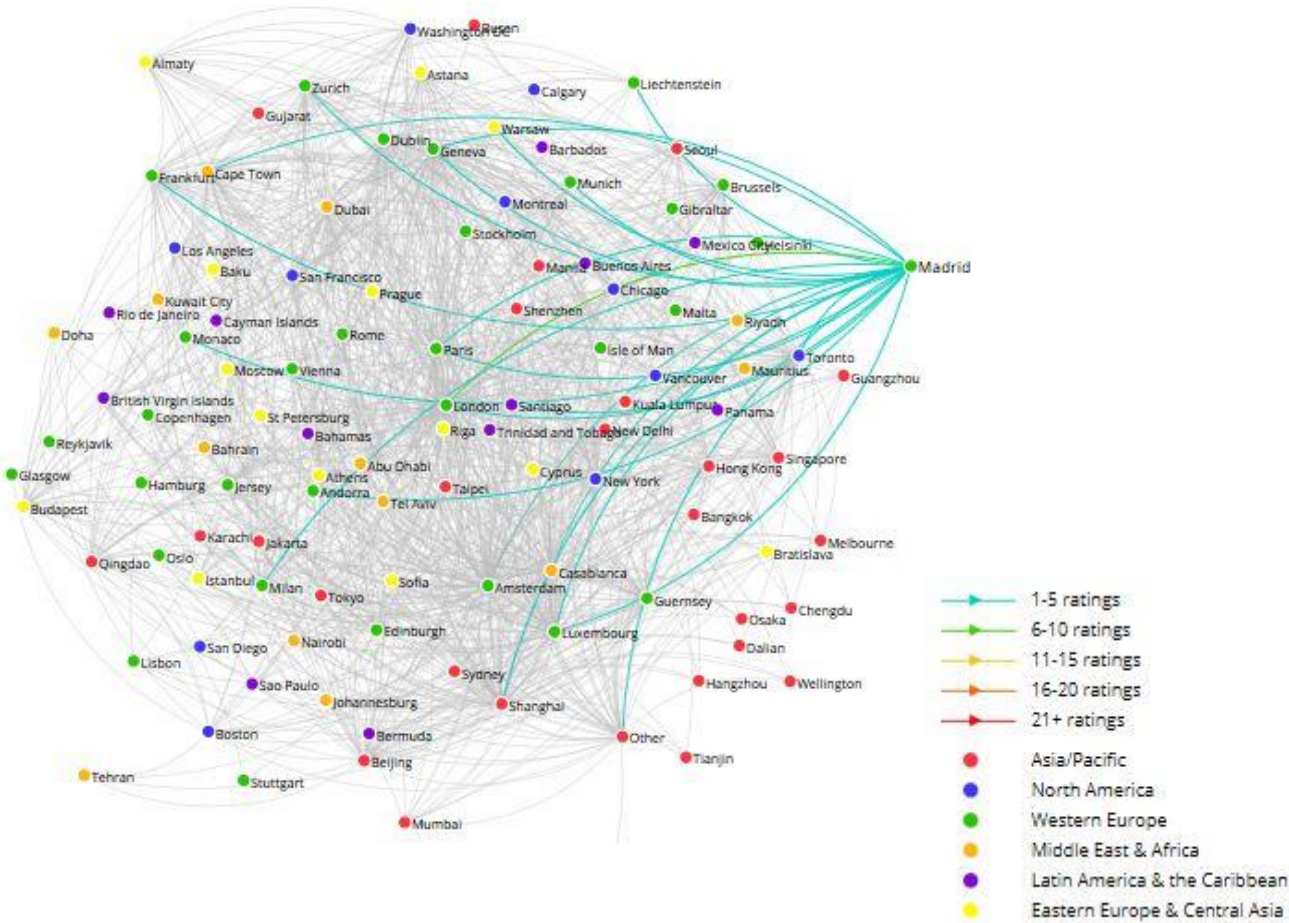 Washington DC
Busan
Almaty
Astana
Zurich
Calgary
Liechtenstein
Gujarat
Warsaw
Dublin
Geneva
Barbados
Seoul
Frankfurt
Cape Town
Munich
Brussels
Dubai
Montreal
Gibraltar
Stockholm
Los Angeles
Mexico City
Helsinki
Baku
San Francisco
Manila
Buenos Aires
Madrid
Prague
Chicago
Kuwait City
Rio de Janeiro
Cayman Islands
Shenzhen
Malta
Riyadh
Doha
Monaco
Rome
Paris
Isle of Man
Toronto
Moscow
Vienna
Vancouver
Mauritius
Guangzhou
British Virgin Islands
Copenhagen
St Petersburg
London
Santiago
Kuala Lumpur
Panama
Reykjavik
Bahrain
Bahamas
Riga
Trinidad and Tobago
New Delhi
Glasgow
Hamburg
Jersey
Athens
Abu Dhabi
Andorra
Taipei
Cyprus
New York
Hong Kong
Singapore
Budapest
Tel Aviv
Bangkok
Karachi
Jakarta
Melbourne
Qingdao
Oslo
Bratislava
Istanbul
Milan
Tokyo
Sofia
Amsterdam
Casablanca
Guernsey
1-5 ratings
Chengdu
Osaka
Edinburgh
Luxembourg
6-10 ratings
San Diego
Nairobi
Dalian
Lisbon
11-15 ratings
Sao Paulo
Sydney
Hangzhou
Wellington
Johannesburg
Shanghai
16-20 ratings
Boston
Bermuda
Other
21+ ratings
Tehran
Stuttgart
Beijing
Tianjin
Asia/Pacific
North America
Mumbai
Western Europe
Middle East & Africa
Latin America & the Caribbean
Eastern Europe & Central Asia